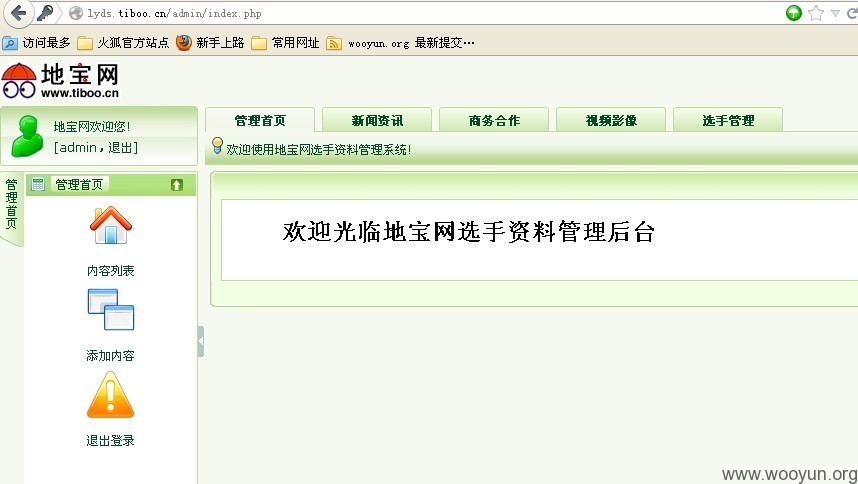 lyds.tiboo.cn/admin/index.php
访问最多 火狐官方站点 新手上路 常用网址 wooyun.org 最新提交…
地宝网
www.tiboo.cn
地宝网欢迎您!
[admin，退出]
管理首页 新闻资讯 商务合作 视频影像 选手管理
欢迎使用地宝网选手资料管理系统!
管理首页
管理首页
欢迎光临地宝网选手资料管理后台
内容列表
添加内容
退出登录
www.wooyun.org